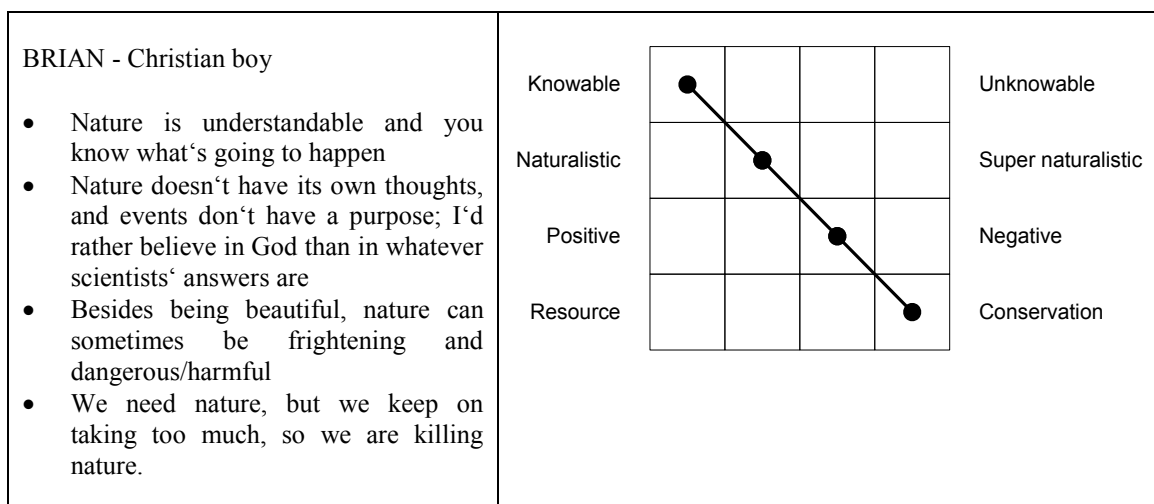 BRIAN - Christian boy
• Nature is understandable and you
know what‘s going to happen
• Nature doesn‘t have its own thoughts,
and events don‘t have a purpose; I‘d
rather believe in God than in whatever
scientists‘ answers are
• Besides being beautiful, nature can
sometimes be frightening and
dangerous/harmful
• We need nature, but we keep on
taking too much, so we are killing
nature.
Knowable Unknowable
Naturalistic Super naturalistic
Positive Negative
Resource Conservation